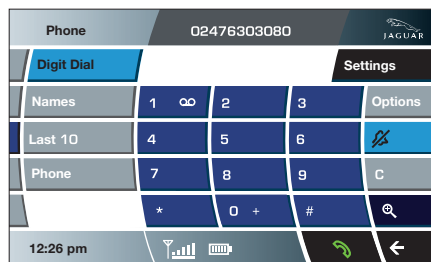 Phone 02476303080 JAGUAR
Digit Dial Settings
Names 1 2 3 Options
Last 10 4 5 6
Phone 7 8 9 C
* 0 + #
12:26 pm